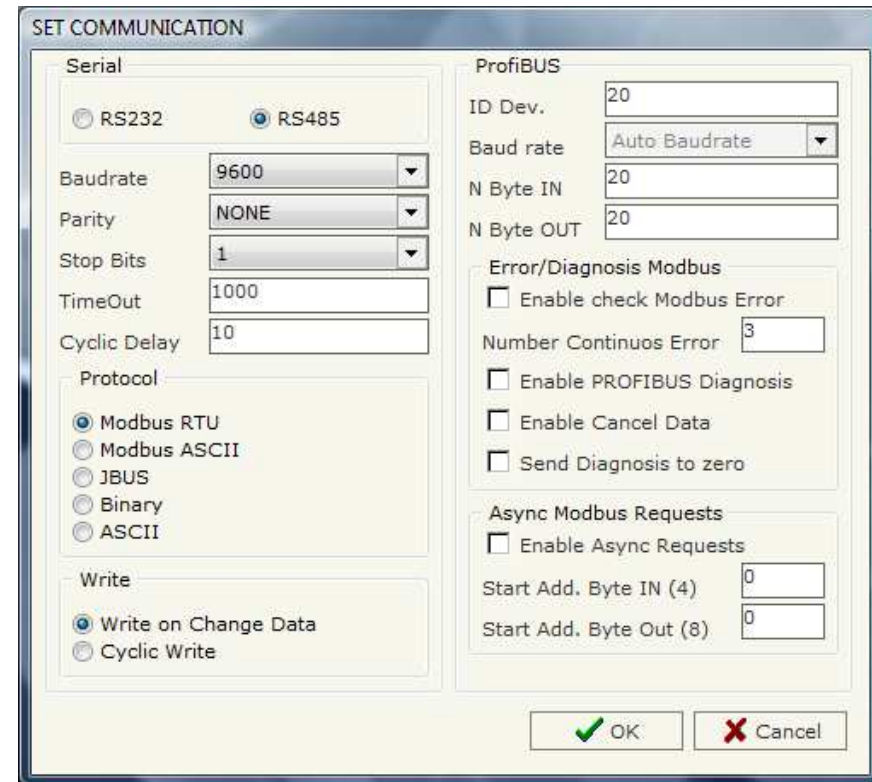 SET COMMUNICATION
Serial
RS232
RS485
Baudrate
9600
Parity
NONE
Stop Bits
1
TimeOut
1000
Cyclic Delay
10
Protocol
Modbus RTU
Modbus ASCII
JBUS
Binary
ASCII
Write
Write on Change Data
Cyclic Write
ProfiBUS
ID Dev.
20
Baud rate
Auto Baudrate
N Byte IN
20
N Byte OUT
20
Error/Diagnosis Modbus
Enable check Modbus Error
Number Continuos Error
3
Enable PROFIBUS Diagnosis
Enable Cancel Data
Send Diagnosis to zero
Async Modbus Requests
Enable Async Requests
Start Add. Byte IN (4)
0
Start Add. Byte Out (8)
0
OK
Cancel